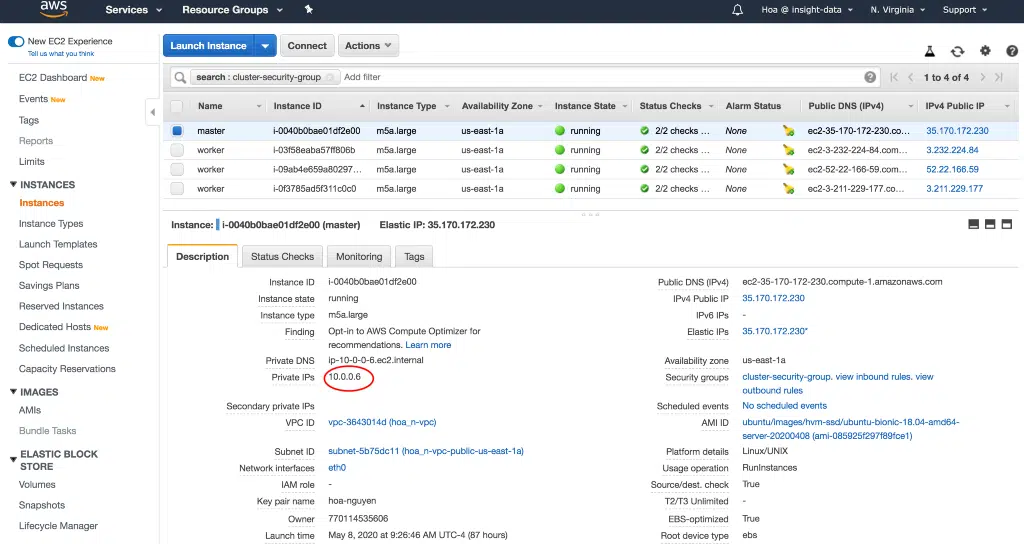 aws Services Resource Groups Hoa @ insight-data N. Virginia Support
New EC2 Experience
Tell us what you think
EC2 Dashboard New
Events New
Tags
Reports
Limits
INSTANCES
Instances
Instance Types
Launch Templates
Spot Requests
Savings Plans
Reserved Instances
Dedicated Hosts New
Scheduled Instances
Capacity Reservations
IMAGES
AMIs
Bundle Tasks
ELASTIC BLOCK
STORE
Volumes
Snapshots
Lifecycle Manager
Launch Instance Connect Actions
search : cluster-security-group Add filter 1 to 4 of 4
Name Instance ID Instance Type Availability Zone Instance State Status Checks Alarm Status Public DNS (IPv4) IPv4 Public IP
master i-0040b0bae01df2e00 m5a.large us-east-1a running 2/2 checks ... None ec2-35-170-172-230.co... 35.170.172.230
worker i-03f58eaba57ff806b m5a.large us-east-1a running 2/2 checks ... None ec2-3-232-224-84.com... 3.232.224.84
worker i-09ab4e659a80297... m5a.large us-east-1a running 2/2 checks ... None ec2-52-22-166-59.com... 52.22.166.59
worker i-0f3785ad5f311c0c0 m5a.large us-east-1a running 2/2 checks ... None ec2-3-211-229-177.co... 3.211.229.177
Instance: i-0040b0bae01df2e00 (master) Elastic IP: 35.170.172.230
Description Status Checks Monitoring Tags
Instance ID i-0040b0bae01df2e00 Public DNS (IPv4) ec2-35-170-172-230.compute-1.amazonaws.com
Instance state running IPv4 Public IP 35.170.172.230
Instance type m5a.large IPv6 IPs -
Finding Opt-in to AWS Compute Optimizer for Elastic IPs 35.170.172.230*
recommendations. Learn more
Private DNS ip-10-0-0-6.ec2.internal Availability zone us-east-1a
Private IPs 10.0.0.6 Security groups cluster-security-group. view inbound rules. view
outbound rules
Secondary private IPs Scheduled events No scheduled events
VPC ID vpc-3643014d (hoa_n-vpc) AMI ID ubuntu/images/hvm-ssd/ubuntu-bionic-18.04-amd64-
server-20200408 (ami-085925f297f89fce1)
Subnet ID subnet-5b75dc11 (hoa_n-vpc-public-us-east-1a) Platform details Linux/UNIX
Network interfaces eth0 Usage operation RunInstances
IAM role - Source/dest. check True
Key pair name hoa-nguyen T2/T3 Unlimited -
Owner 770114535606 EBS-optimized True
Launch time May 8, 2020 at 9:26:46 AM UTC-4 (87 hours) Root device type ebs